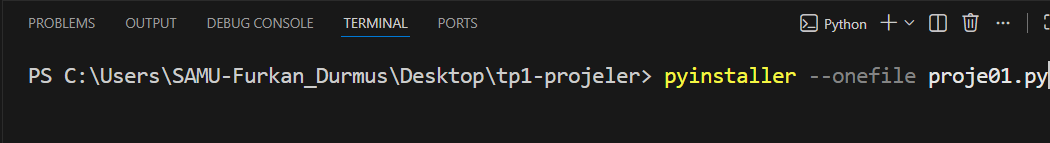 PROBLEMS OUTPUT DEBUG CONSOLE TERMINAL PORTS Python
PS C:\Users\SAMU-Furkan_Durmus\Desktop\tp1-projeler> pyinstaller --onefile proje01.py